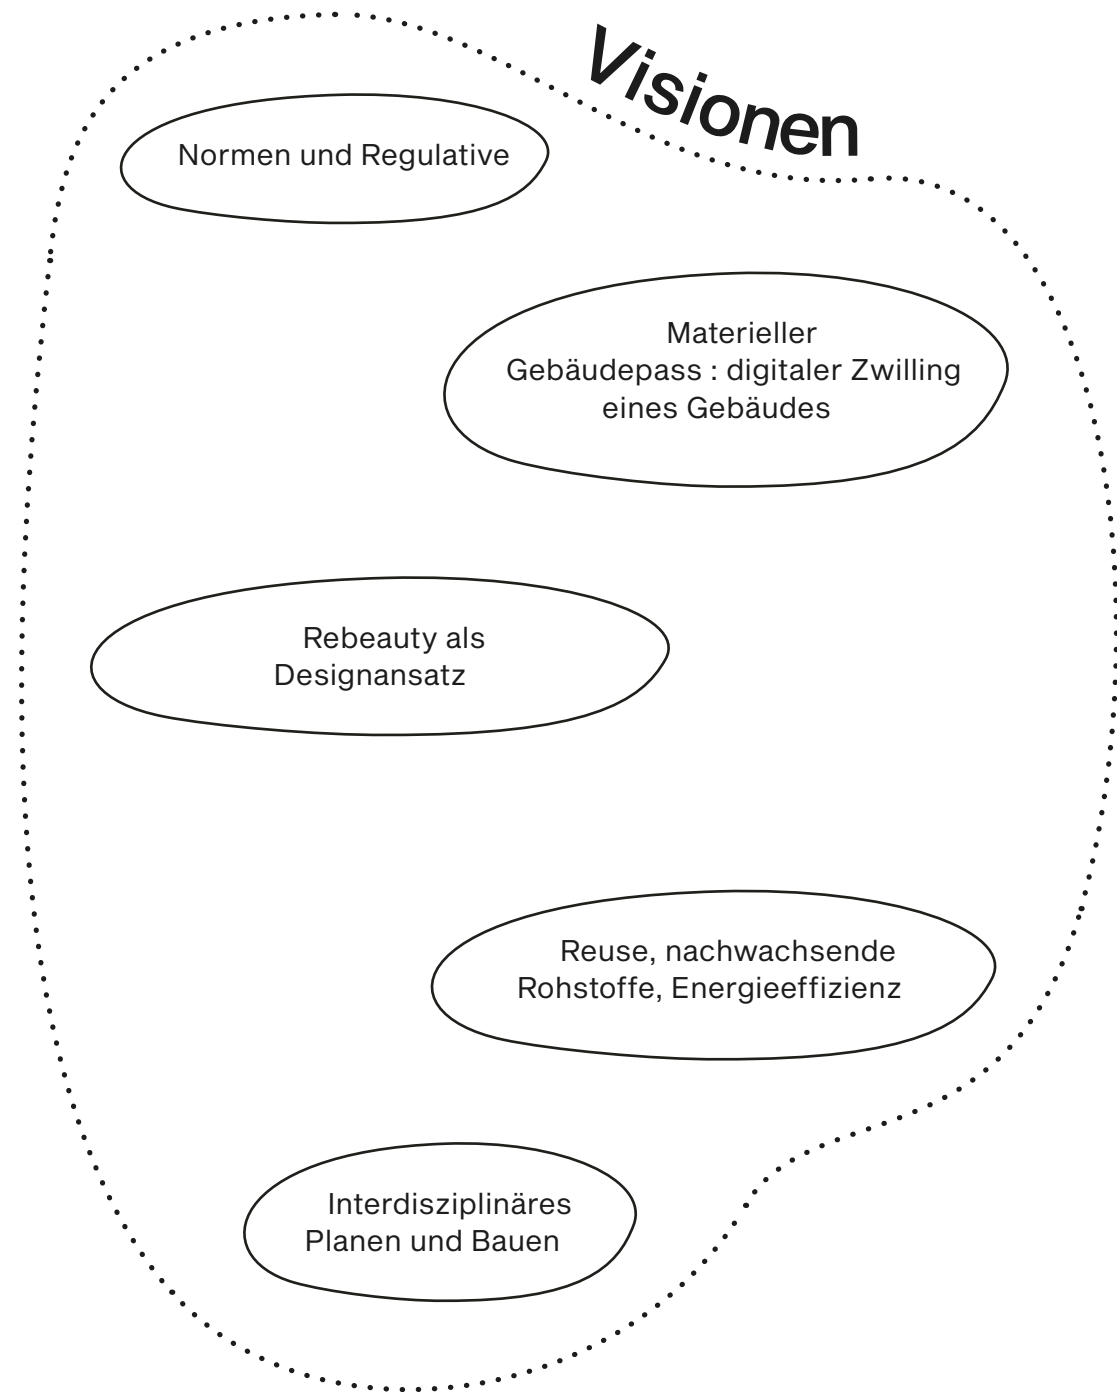 Visionen
Normen und Regulative
Materieller
Gebäudepass : digitaler Zwilling
eines Gebäudes
Rebeauty als
Designansatz
Reuse, nachwachsende
Rohstoffe, Energieeffizienz
Interdisziplinäres
Planen und Bauen